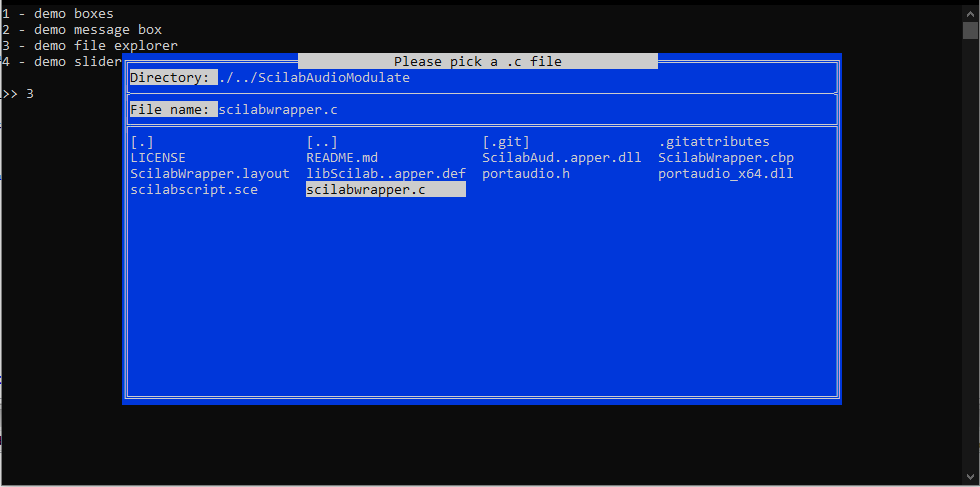 1 - demo boxes
2 - demo message box
3 - demo file explorer
4 - demo slider
>> 3
Please pick a .c file
Directory: ./../ScilabAudioModulate
File name: scilabwrapper.c
[.] [..] [.git] .gitattributes
LICENSE README.md ScilabAud..apper.dll ScilabWrapper.cbp
ScilabWrapper.layout libScilab..apper.def portaudio.h portaudio_x64.dll
scilabscript.sce scilabwrapper.c